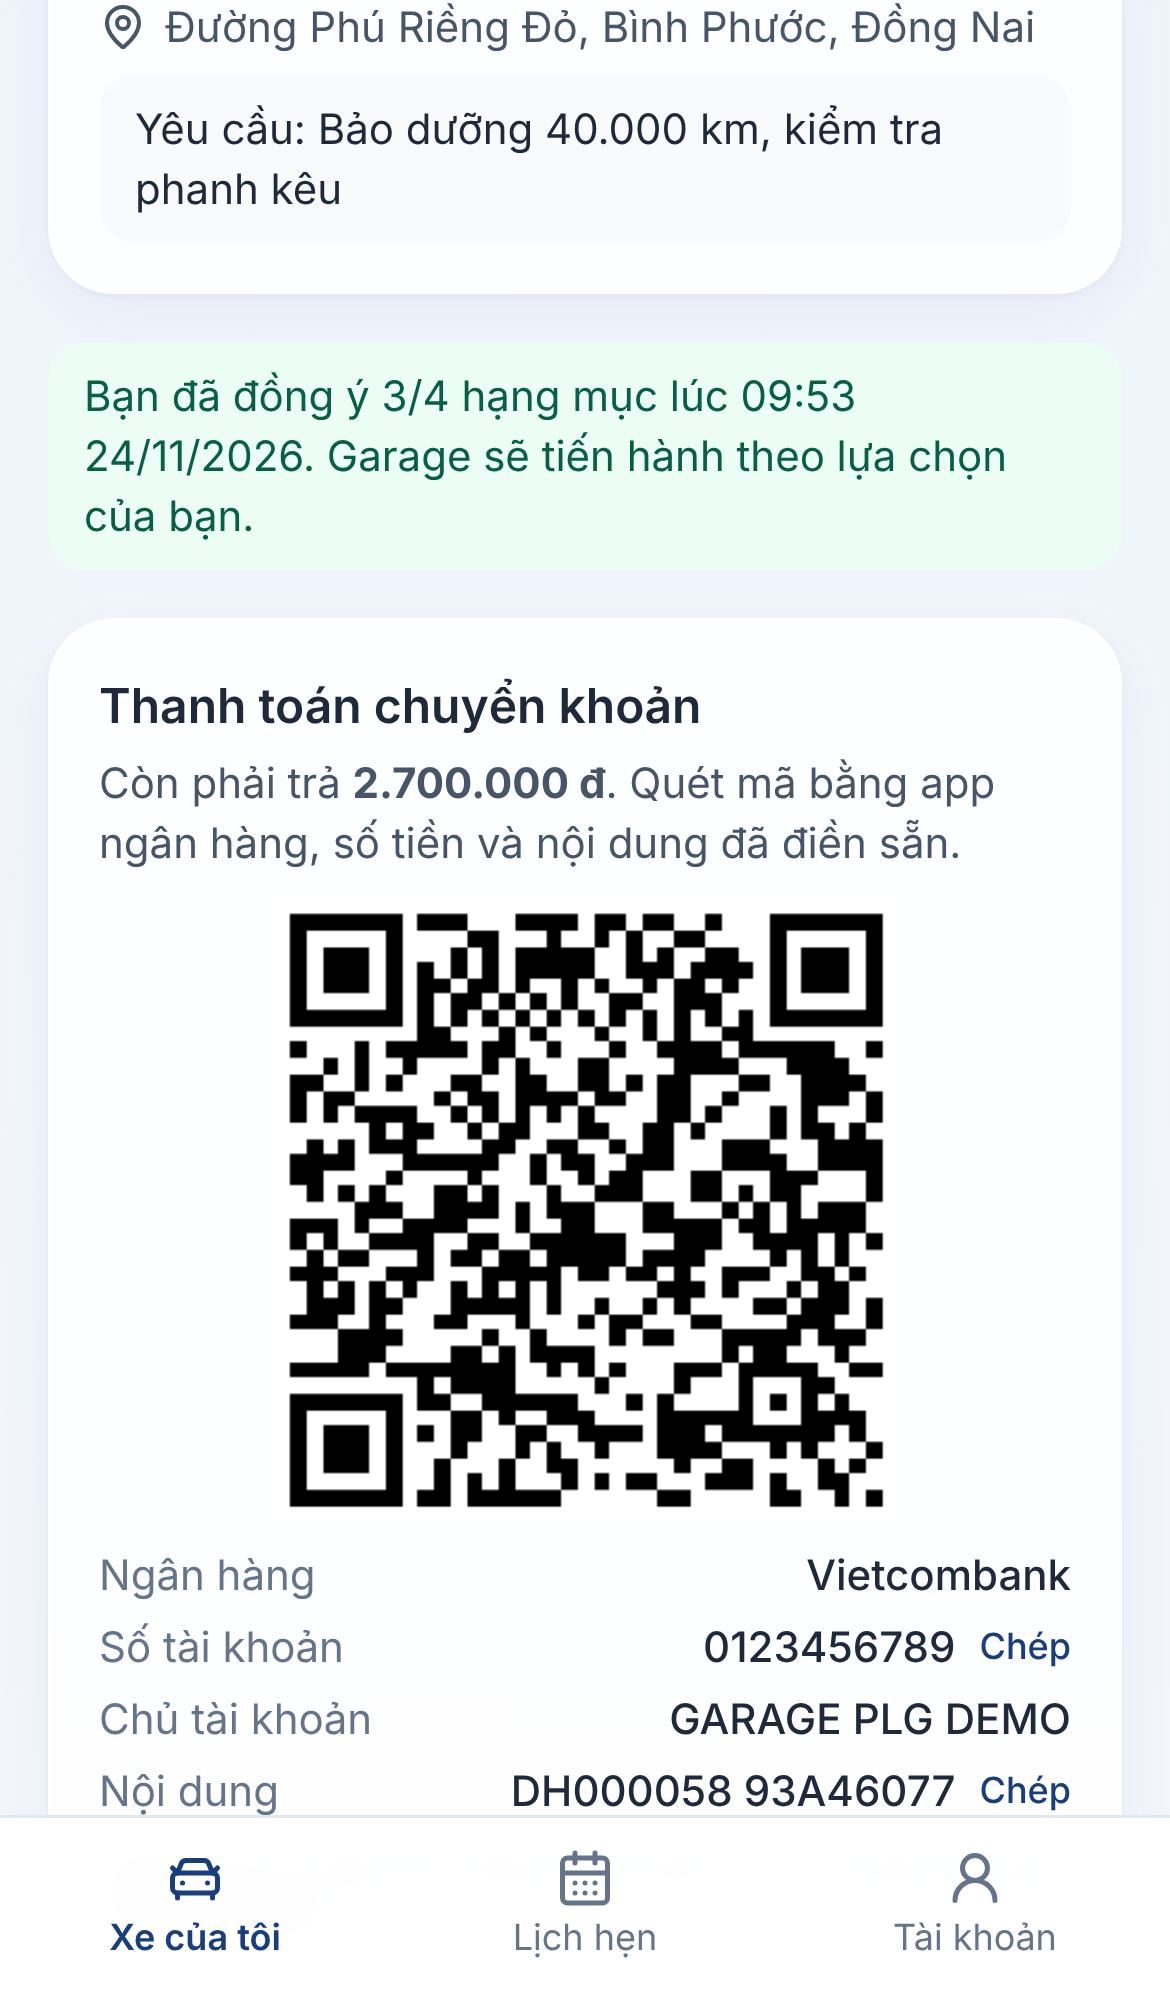 Đường Phú Riềng Đỏ, Bình Phước, Đồng Nai
Yêu cầu: Bảo dưỡng 40.000 km, kiểm tra
phanh kêu
Bạn đã đồng ý 3/4 hạng mục lúc 09:53
24/11/2026. Garage sẽ tiến hành theo lựa chọn
của bạn.
Thanh toán chuyển khoản
Còn phải trả 2.700.000 đ. Quét mã bằng app
ngân hàng, số tiền và nội dung đã điền sẵn.
Ngân hàng Vietcombank
Số tài khoản 0123456789 Chép
Chủ tài khoản GARAGE PLG DEMO
Nội dung DH000058 93A46077 Chép
Xe của tôi Lịch hẹn Tài khoản